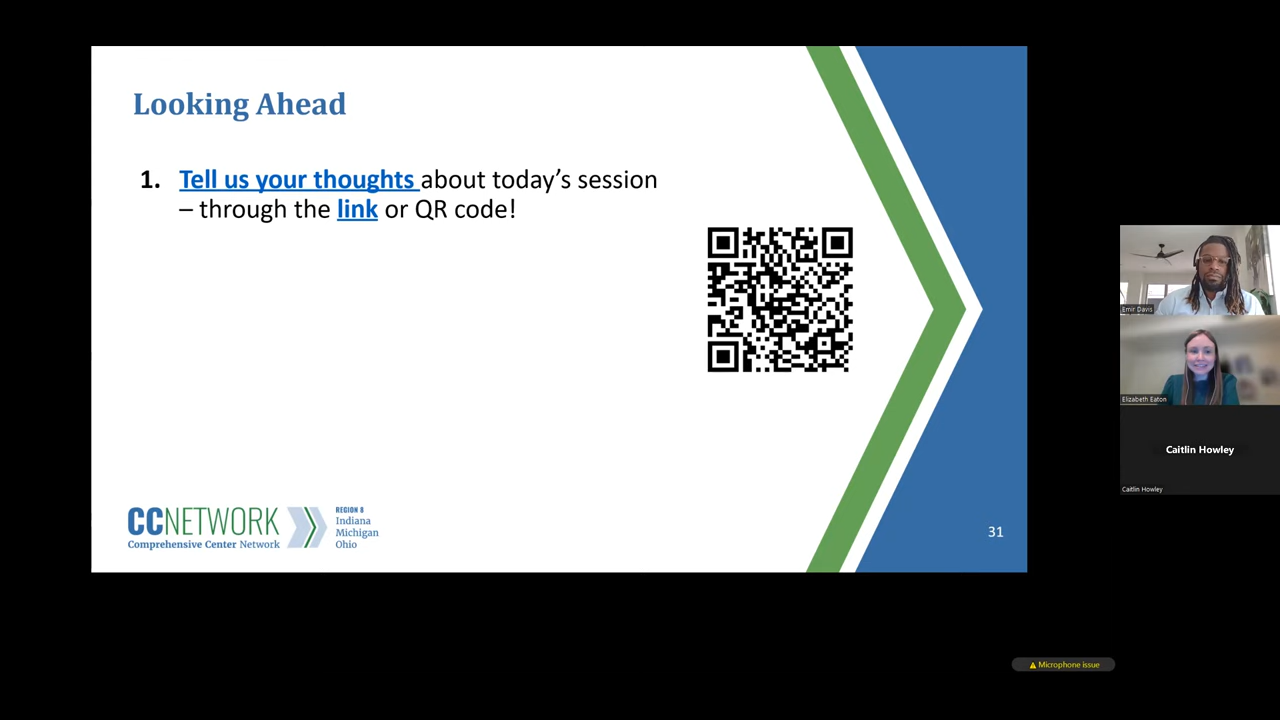 Looking Ahead
1. Tell us your thoughts about today’s session
– through the link or QR code!
CCNETWORK
Comprehensive Center Network
REGION 8
Indiana
Michigan
Ohio
31
Emir Davis
Elizabeth Eaton
Caitlin Howley
Caitlin Howley
Microphone issue